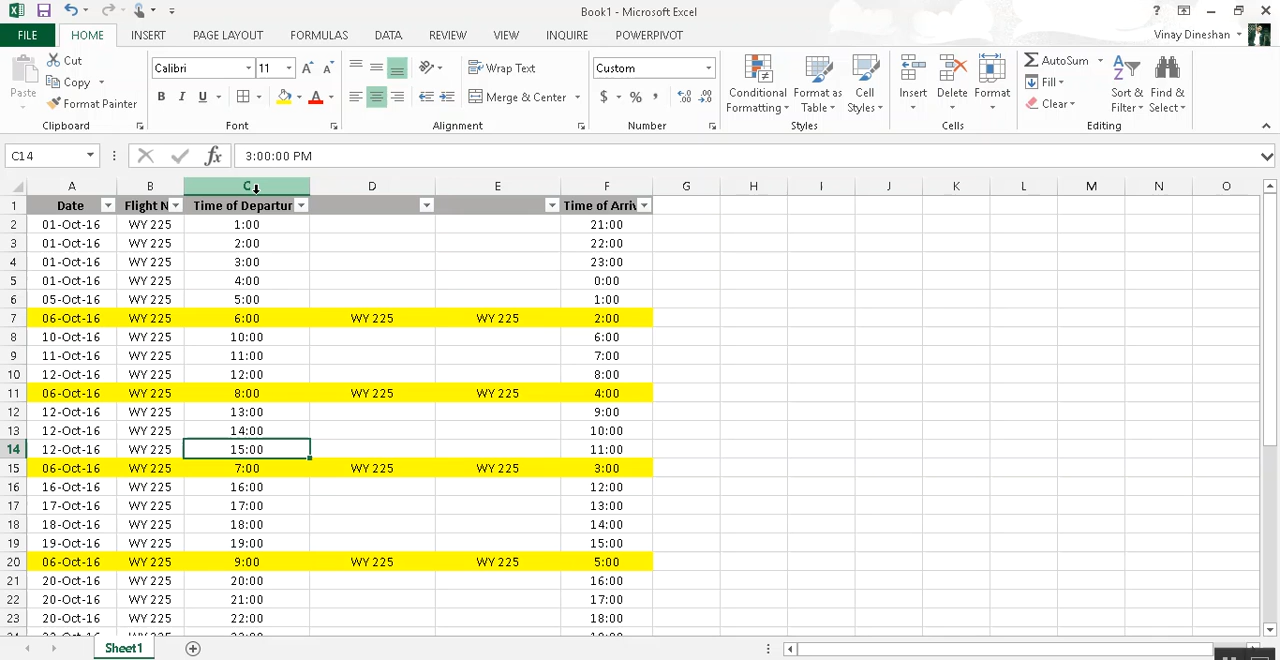 Book1 - Microsoft Excel
FILE HOME INSERT PAGE LAYOUT FORMULAS DATA REVIEW VIEW INQUIRE POWERPIVOT Vinay Dineshan
Paste Cut Copy Format Painter Clipboard
Calibri 11 B I U A Font
Wrap Text Merge & Center Alignment
Custom $ % Number
Conditional Formatting Format as Table Cell Styles Styles
Insert Delete Format Cells
AutoSum Fill Clear Sort & Filter Find & Select Editing
C14 fx 3:00:00 PM
A B C D E F G H I J K L M N O
1 Date Flight N Time of Departur Time of Arriv
2 01-Oct-16 WY 225 1:00 21:00
3 01-Oct-16 WY 225 2:00 22:00
4 01-Oct-16 WY 225 3:00 23:00
5 01-Oct-16 WY 225 4:00 0:00
6 05-Oct-16 WY 225 5:00 1:00
7 06-Oct-16 WY 225 6:00 WY 225 WY 225 2:00
8 10-Oct-16 WY 225 10:00 6:00
9 11-Oct-16 WY 225 11:00 7:00
10 12-Oct-16 WY 225 12:00 8:00
11 06-Oct-16 WY 225 8:00 WY 225 WY 225 4:00
12 12-Oct-16 WY 225 13:00 9:00
13 12-Oct-16 WY 225 14:00 10:00
14 12-Oct-16 WY 225 15:00 11:00
15 06-Oct-16 WY 225 7:00 WY 225 WY 225 3:00
16 16-Oct-16 WY 225 16:00 12:00
17 17-Oct-16 WY 225 17:00 13:00
18 18-Oct-16 WY 225 18:00 14:00
19 19-Oct-16 WY 225 19:00 15:00
20 06-Oct-16 WY 225 9:00 WY 225 WY 225 5:00
21 20-Oct-16 WY 225 20:00 16:00
22 20-Oct-16 WY 225 21:00 17:00
23 20-Oct-16 WY 225 22:00 18:00
Sheet1